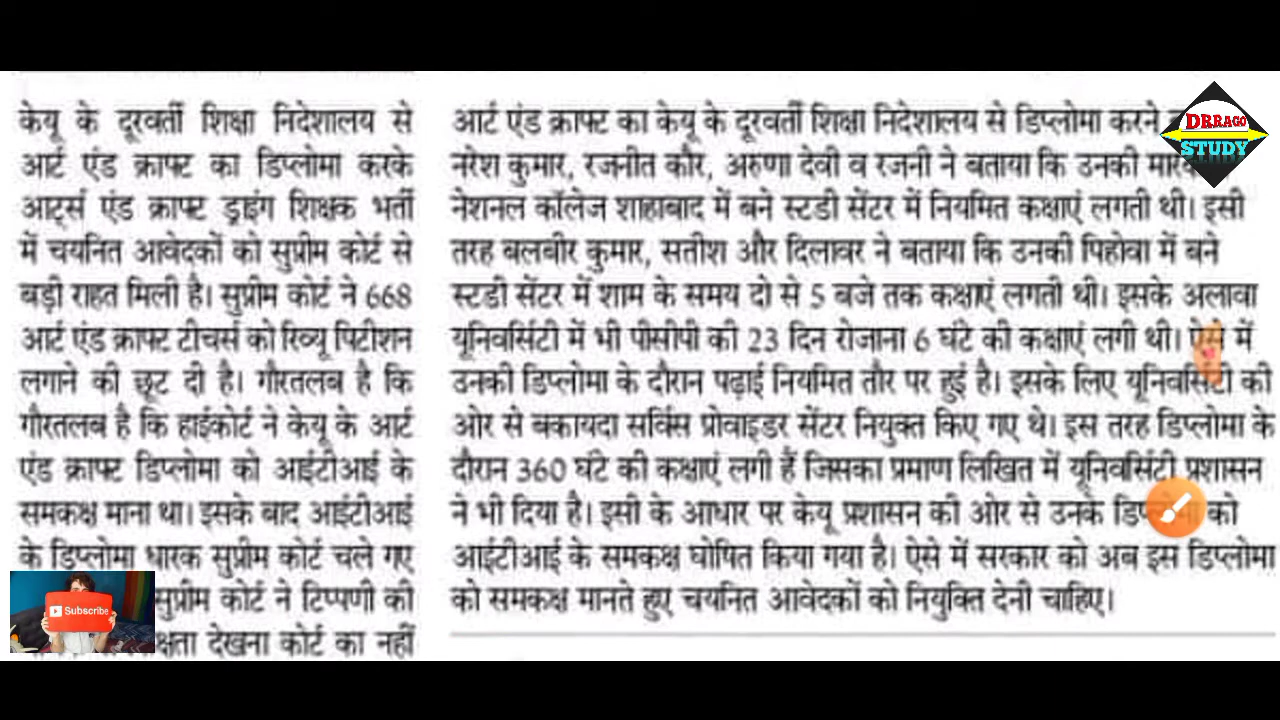 केयू के दूरवर्ती शिक्षा निदेशालय से
आर्ट एंड क्राफ्ट का डिप्लोमा करके
आर्ट्स एंड क्राफ्ट ड्राइंग शिक्षक भर्ती
में चयनित आवेदकों को सुप्रीम कोर्ट से
बड़ी राहत मिली है। सुप्रीम कोर्ट ने 668
आर्ट एंड क्राफ्ट टीचर्स को रिव्यू पिटीशन
लगाने की छूट दी है। गौरतलब है कि
गौरतलब है कि हाईकोर्ट ने केयू के आर्ट
एंड क्राफ्ट डिप्लोमा को आईटीआई के
समकक्ष माना था। इसके बाद आईटीआई
के डिप्लोमा धारक सुप्रीम कोर्ट चले गए
सुप्रीम कोर्ट ने टिप्पणी की
देखना कोर्ट का नहीं
आर्ट एंड क्राफ्ट का केयू के दूरवर्ती शिक्षा निदेशालय से डिप्लोमा करने
नरेश कुमार, रजनीत कौर, अरुणा देवी व रजनी ने बताया कि उनकी
नेशनल कॉलेज शाहाबाद में बने स्टडी सेंटर में नियमित कक्षाएं लगती थी। इसी
तरह बलबीर कुमार, सतीश और दिलावर ने बताया कि उनकी पिहोवा में बने
स्टडी सेंटर में शाम के समय दो से 5 बजे तक कक्षाएं लगती थी। इसके अलावा
यूनिवर्सिटी में भी पीसीपी की 23 दिन रोजाना 6 घंटे की कक्षाएं लगी थी। ऐसे में
उनकी डिप्लोमा के दौरान पढ़ाई नियमित तौर पर हुई है। इसके लिए यूनिवर्सिटी की
ओर से बकायदा सर्विस प्रोवाइडर सेंटर नियुक्त किए गए थे। इस तरह डिप्लोमा के
दौरान 360 घंटे की कक्षाएं लगी हैं जिसका प्रमाण लिखित में यूनिवर्सिटी प्रशासन
ने भी दिया है। इसी के आधार पर केयू प्रशासन की ओर से उनके डिप्लोमा को
आईटीआई के समकक्ष घोषित किया गया है। ऐसे में सरकार को अब इस डिप्लोमा
को समकक्ष मानते हुए चयनित आवेदकों को नियुक्ति देनी चाहिए।
DRRAGO
STUDY
Subscribe